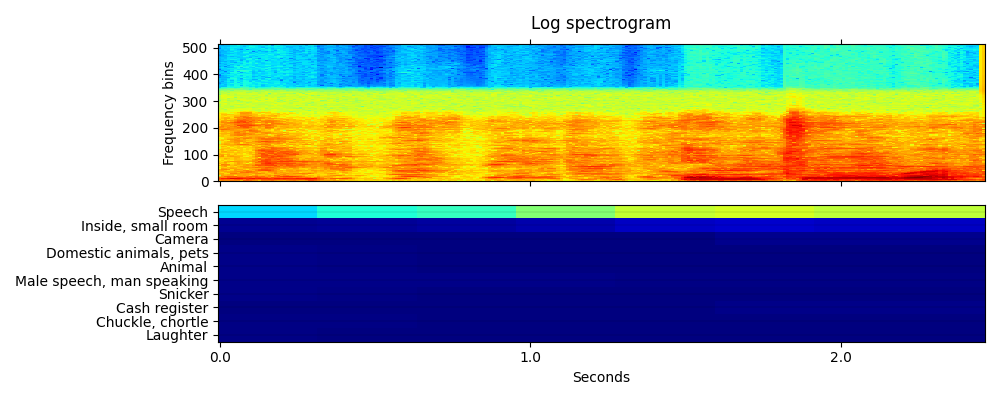 Log spectrogram
500
400
300
200
100
0
Frequency bins
Speech
Inside, small room
Camera
Domestic animals, pets
Animal
Male speech, man speaking
Snicker
Cash register
Chuckle, chortle
Laughter
0.0 1.0 2.0
Seconds